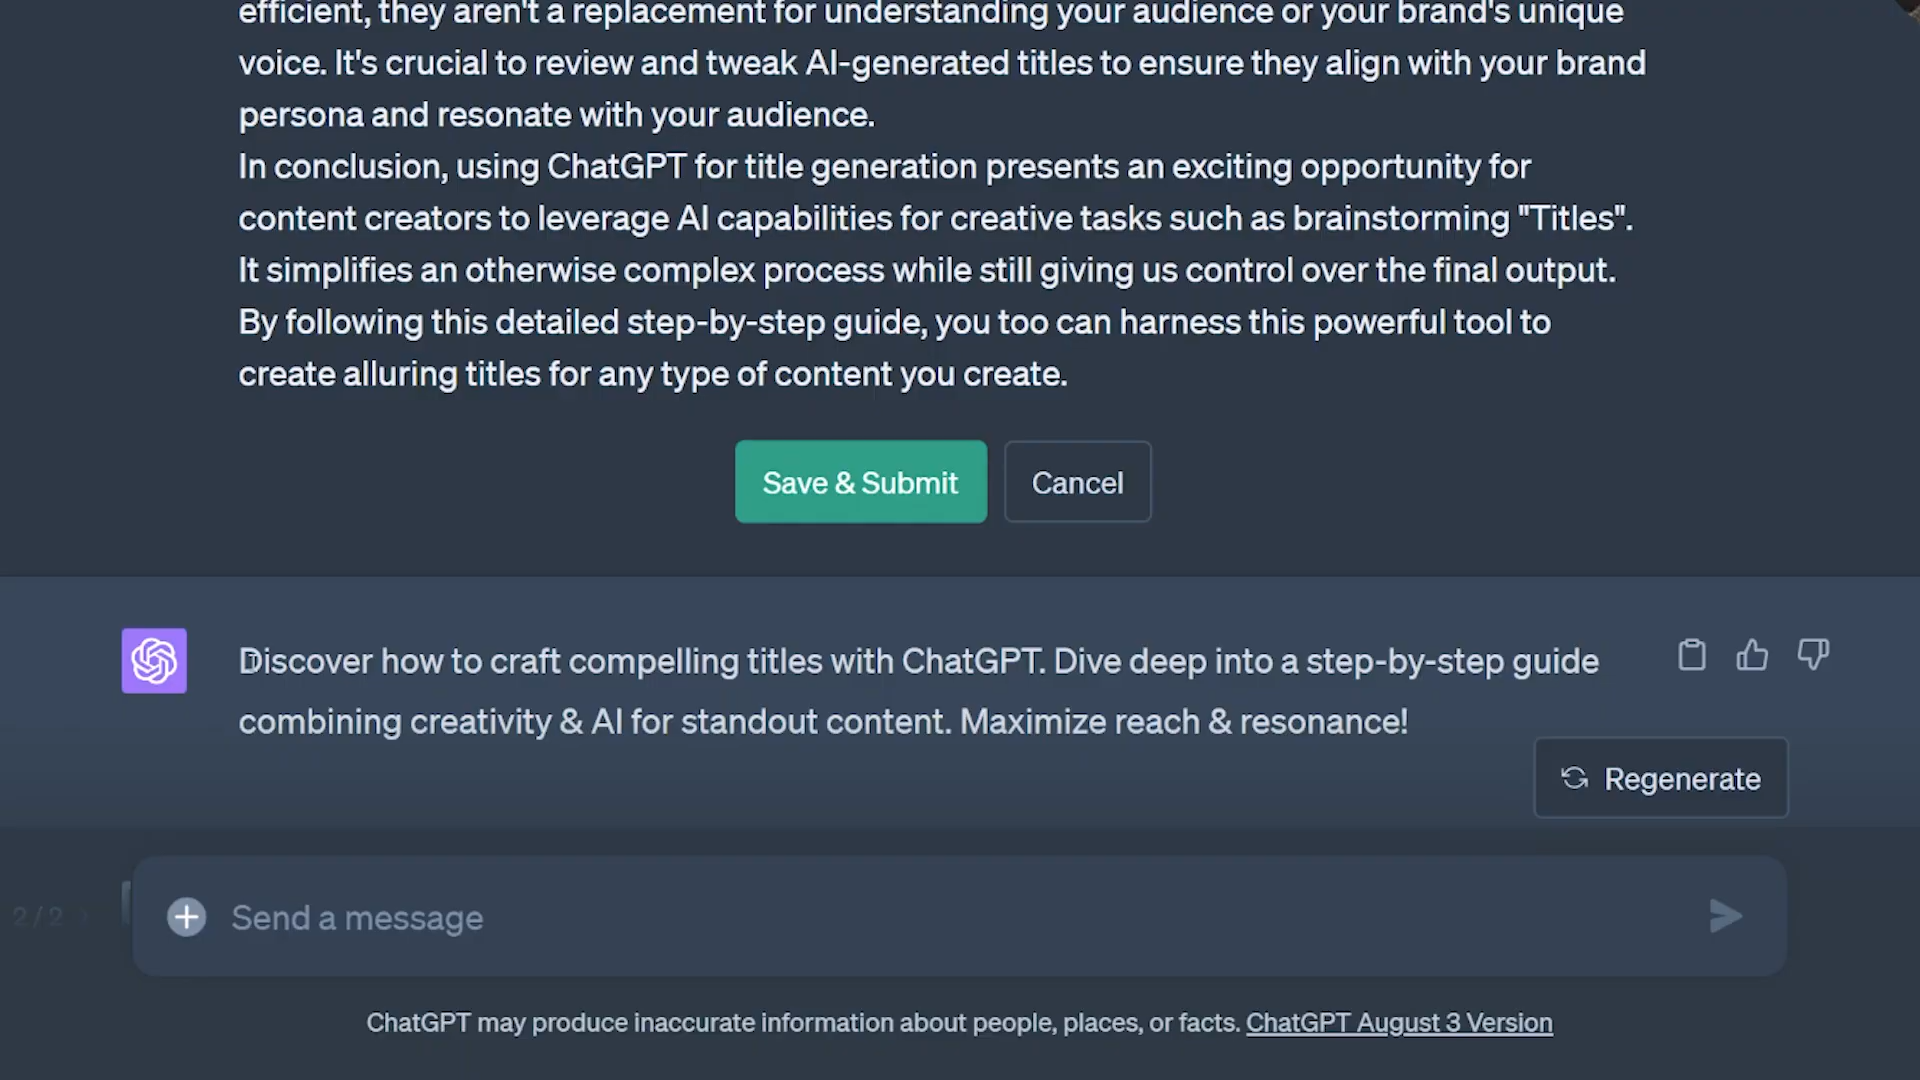 efficient, they aren't a replacement for understanding your audience or your brand's unique
voice. It's crucial to review and tweak AI-generated titles to ensure they align with your brand
persona and resonate with your audience.
In conclusion, using ChatGPT for title generation presents an exciting opportunity for
content creators to leverage AI capabilities for creative tasks such as brainstorming "Titles".
It simplifies an otherwise complex process while still giving us control over the final output.
By following this detailed step-by-step guide, you too can harness this powerful tool to
create alluring titles for any type of content you create.
Save & Submit
Cancel
Discover how to craft compelling titles with ChatGPT. Dive deep into a step-by-step guide
combining creativity & AI for standout content. Maximize reach & resonance!
Regenerate
2 / 2
Send a message
ChatGPT may produce inaccurate information about people, places, or facts. ChatGPT August 3 Version